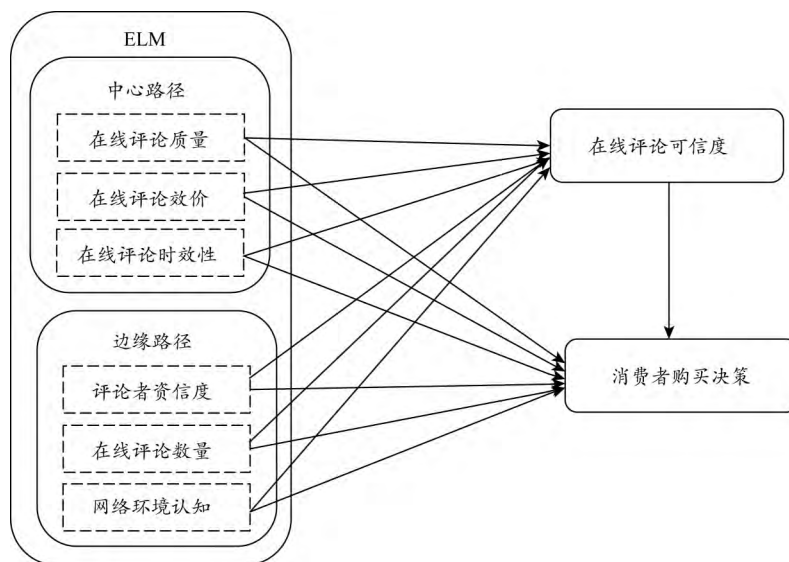 ELM
中心路径
在线评论质量
在线评论效价
在线评论时效性
边缘路径
评论者资信度
在线评论数量
网络环境认知
在线评论可信度
消费者购买决策